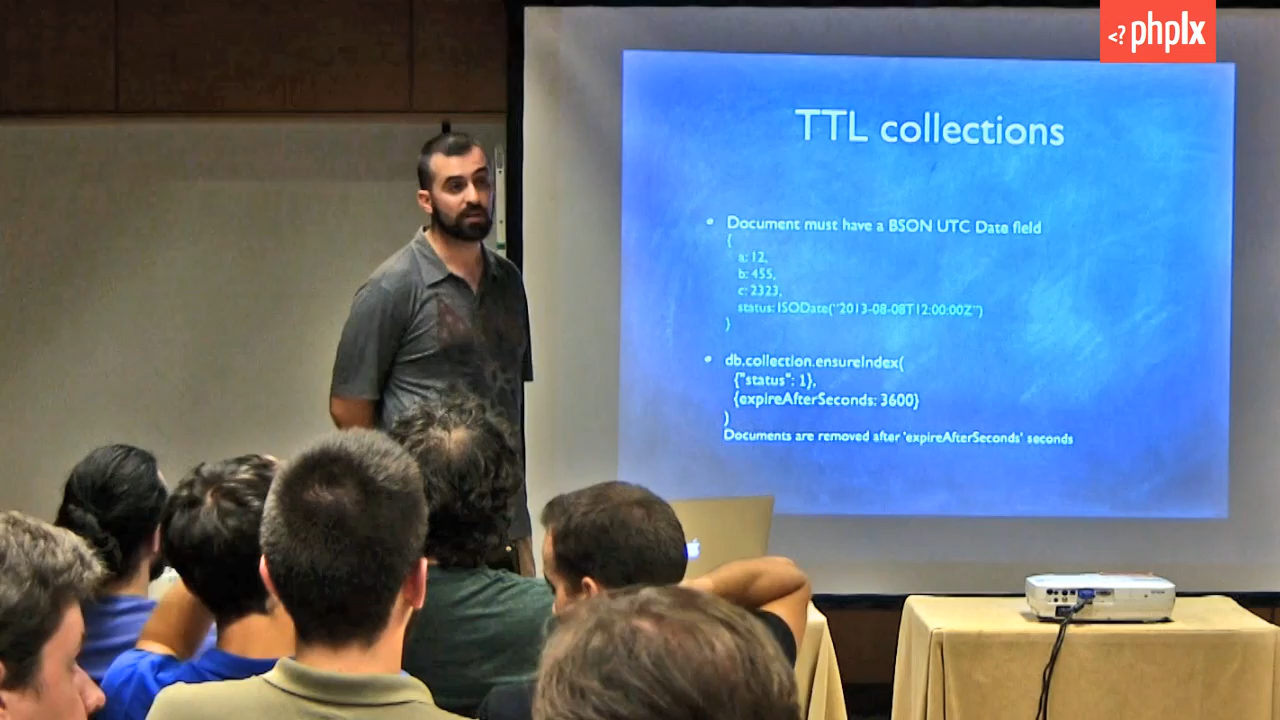 <? phplx
TTL collections
• Document must have a BSON UTC Date field
{
a: 12,
b: 455,
c: 2323,
status: ISODate("2013-08-08T12:00:00Z")
}
• db.collection.ensureIndex(
{"status": 1},
{expireAfterSeconds: 3600}
)
Documents are removed after 'expireAfterSeconds' seconds